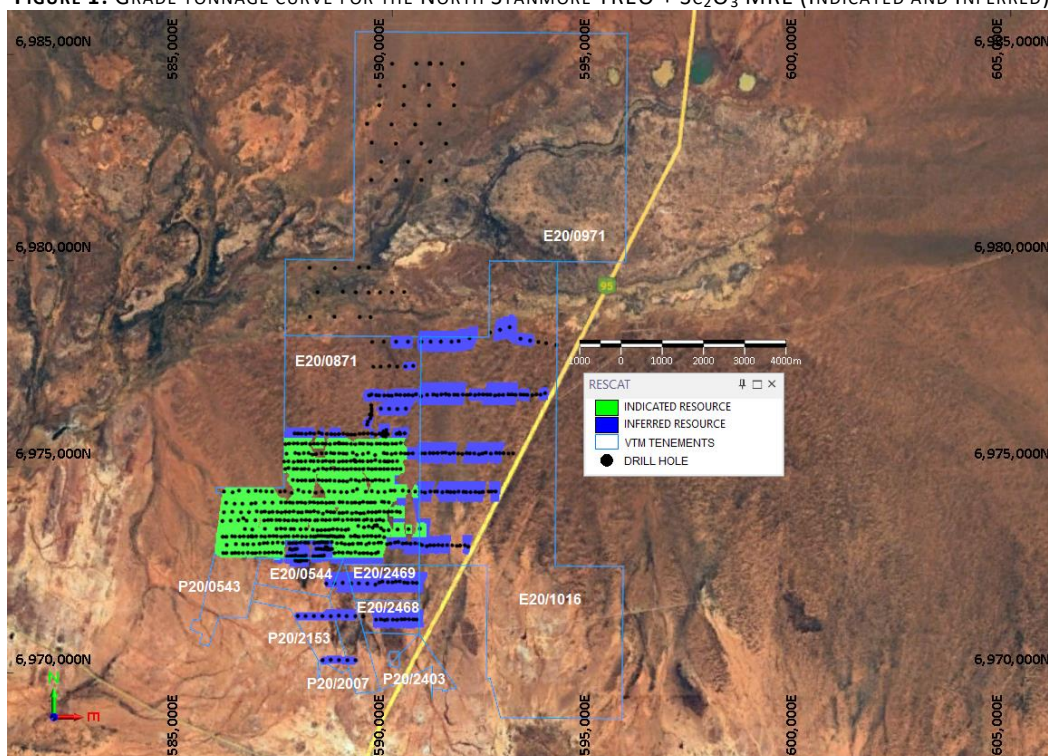 FIGURE 1. GRADE TONNAGE CURVE FOR THE NORTH STANMORE TREO + SC₂O₃ MRE (INDICATED AND INFERRED)
6,985,000N
585,000E
590,000E
595,000E
600,000E
605,000E
6,985,000N
E20/0971
6,980,000N
6,980,000N
95
E20/0871
1000 0 1000 2000 3000 4000m
RESCAT
INDICATED RESOURCE
INFERRED RESOURCE
VTM TENEMENTS
DRILL HOLE
6,975,000N
6,975,000N
P20/0543
E20/0544
E20/2469
E20/2468
E20/1016
P20/2153
6,970,000N
6,970,000N
P20/2007
P20/2403
N
E
585,000E
590,000E
595,000E
600,000E
605,000E